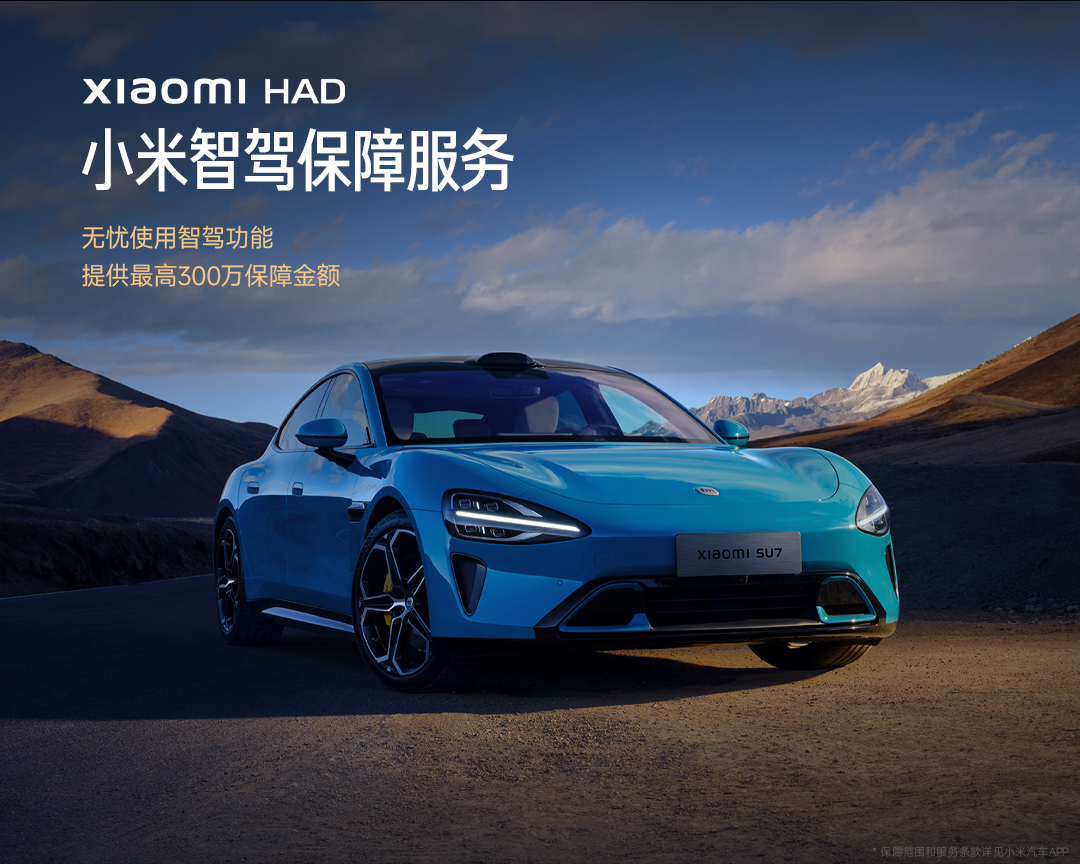 xiaomi HAD
小米智驾保障服务
无忧使用智驾功能
提供最高300万保障金额
xiaomi SU7
* 保障范围和服务条款详见小米汽车APP